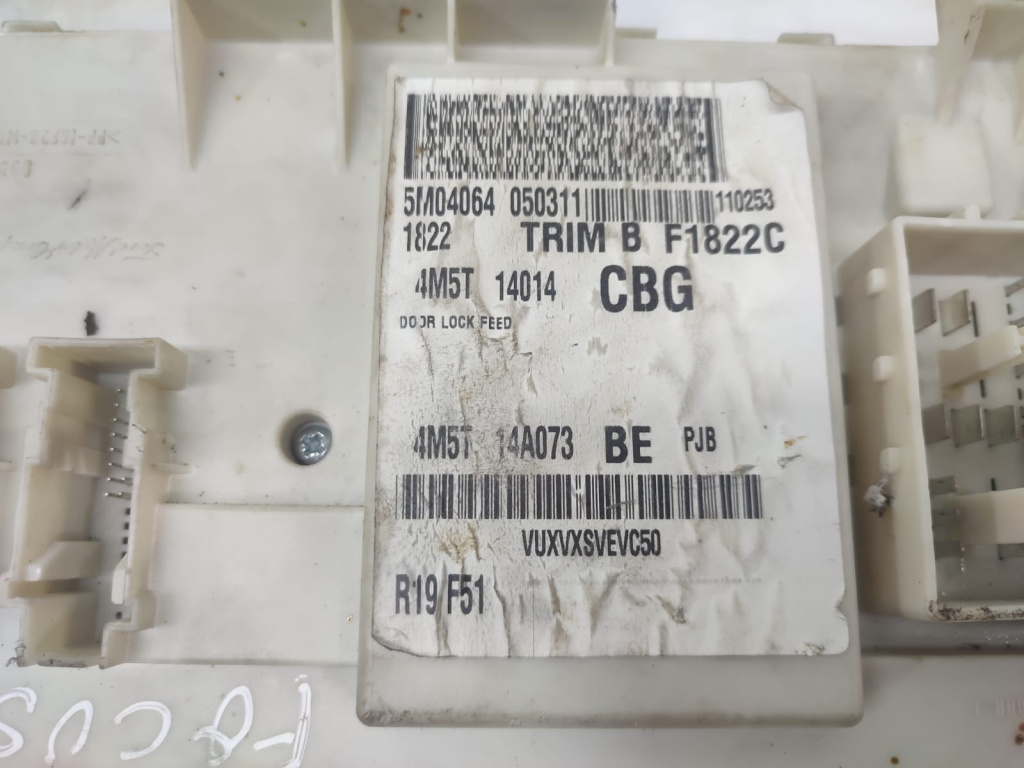 5M04064 050311 110253
1822 TRIM B F1822C
4M5T 14014 CBG
DOOR LOCK FEED
4M5T 14A073 BE PJB
VUXVXSVEVC50
R19 F51
FOCUS